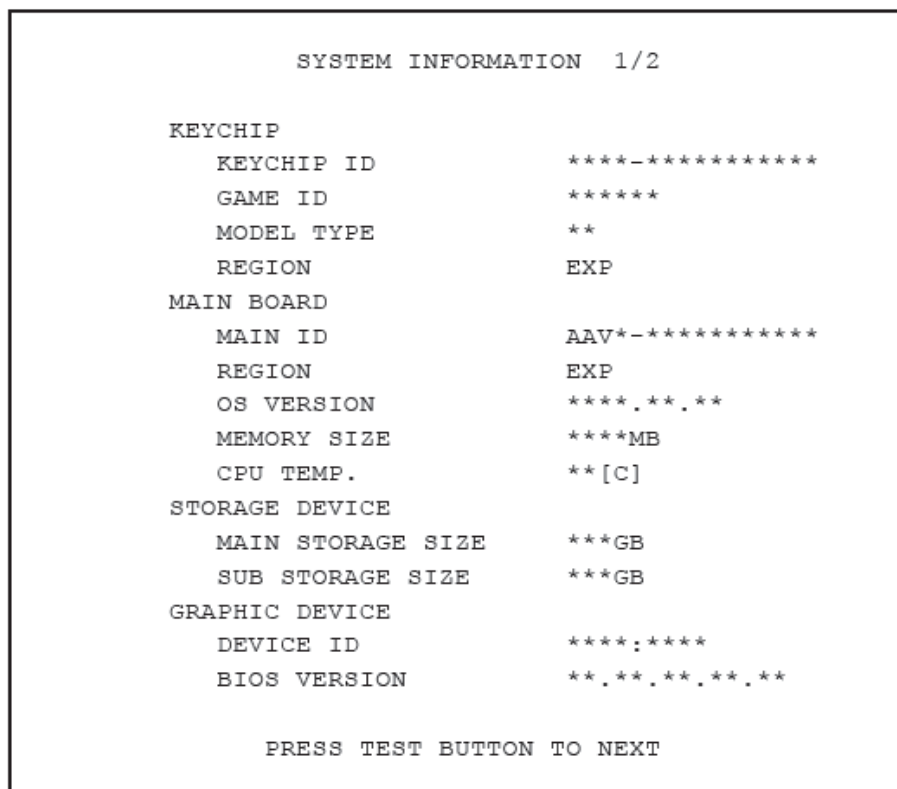 SYSTEM INFORMATION 1/2
KEYCHIP
KEYCHIP ID ****-***********
GAME ID ******
MODEL TYPE **
REGION EXP
MAIN BOARD
MAIN ID AAV*-***********
REGION EXP
OS VERSION ****.**.**
MEMORY SIZE ****MB
CPU TEMP. **[C]
STORAGE DEVICE
MAIN STORAGE SIZE ***GB
SUB STORAGE SIZE ***GB
GRAPHIC DEVICE
DEVICE ID ****:****
BIOS VERSION **.**.**.**.**
PRESS TEST BUTTON TO NEXT